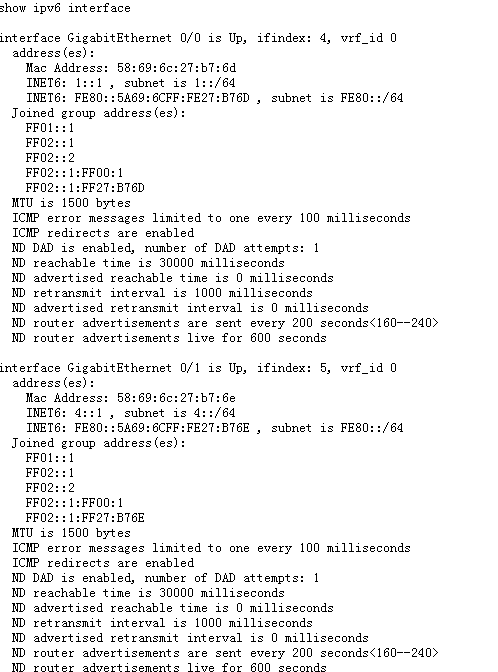 show ipv6 interface
interface GigabitEthernet 0/0 is Up, ifindex: 4, vrf_id 0
address(es):
Mac Address: 58:69:6c:27:b7:6d
INET6: 1::1 , subnet is 1::/64
INET6: FE80::5A69:6CFF:FE27:B76D , subnet is FE80::/64
Joined group address(es):
FF01::1
FF02::1
FF02::2
FF02::1:FF00:1
FF02::1:FF27:B76D
MTU is 1500 bytes
ICMP error messages limited to one every 100 milliseconds
ICMP redirects are enabled
ND DAD is enabled, number of DAD attempts: 1
ND reachable time is 30000 milliseconds
ND advertised reachable time is 0 milliseconds
ND retransmit interval is 1000 milliseconds
ND advertised retransmit interval is 0 milliseconds
ND router advertisements are sent every 200 seconds<160--240>
ND router advertisements live for 600 seconds
interface GigabitEthernet 0/1 is Up, ifindex: 5, vrf_id 0
address(es):
Mac Address: 58:69:6c:27:b7:6e
INET6: 4::1 , subnet is 4::/64
INET6: FE80::5A69:6CFF:FE27:B76E , subnet is FE80::/64
Joined group address(es):
FF01::1
FF02::1
FF02::2
FF02::1:FF00:1
FF02::1:FF27:B76E
MTU is 1500 bytes
ICMP error messages limited to one every 100 milliseconds
ICMP redirects are enabled
ND DAD is enabled, number of DAD attempts: 1
ND reachable time is 30000 milliseconds
ND advertised reachable time is 0 milliseconds
ND retransmit interval is 1000 milliseconds
ND advertised retransmit interval is 0 milliseconds
ND router advertisements are sent every 200 seconds<160--240>
ND router advertisements live for 600 seconds